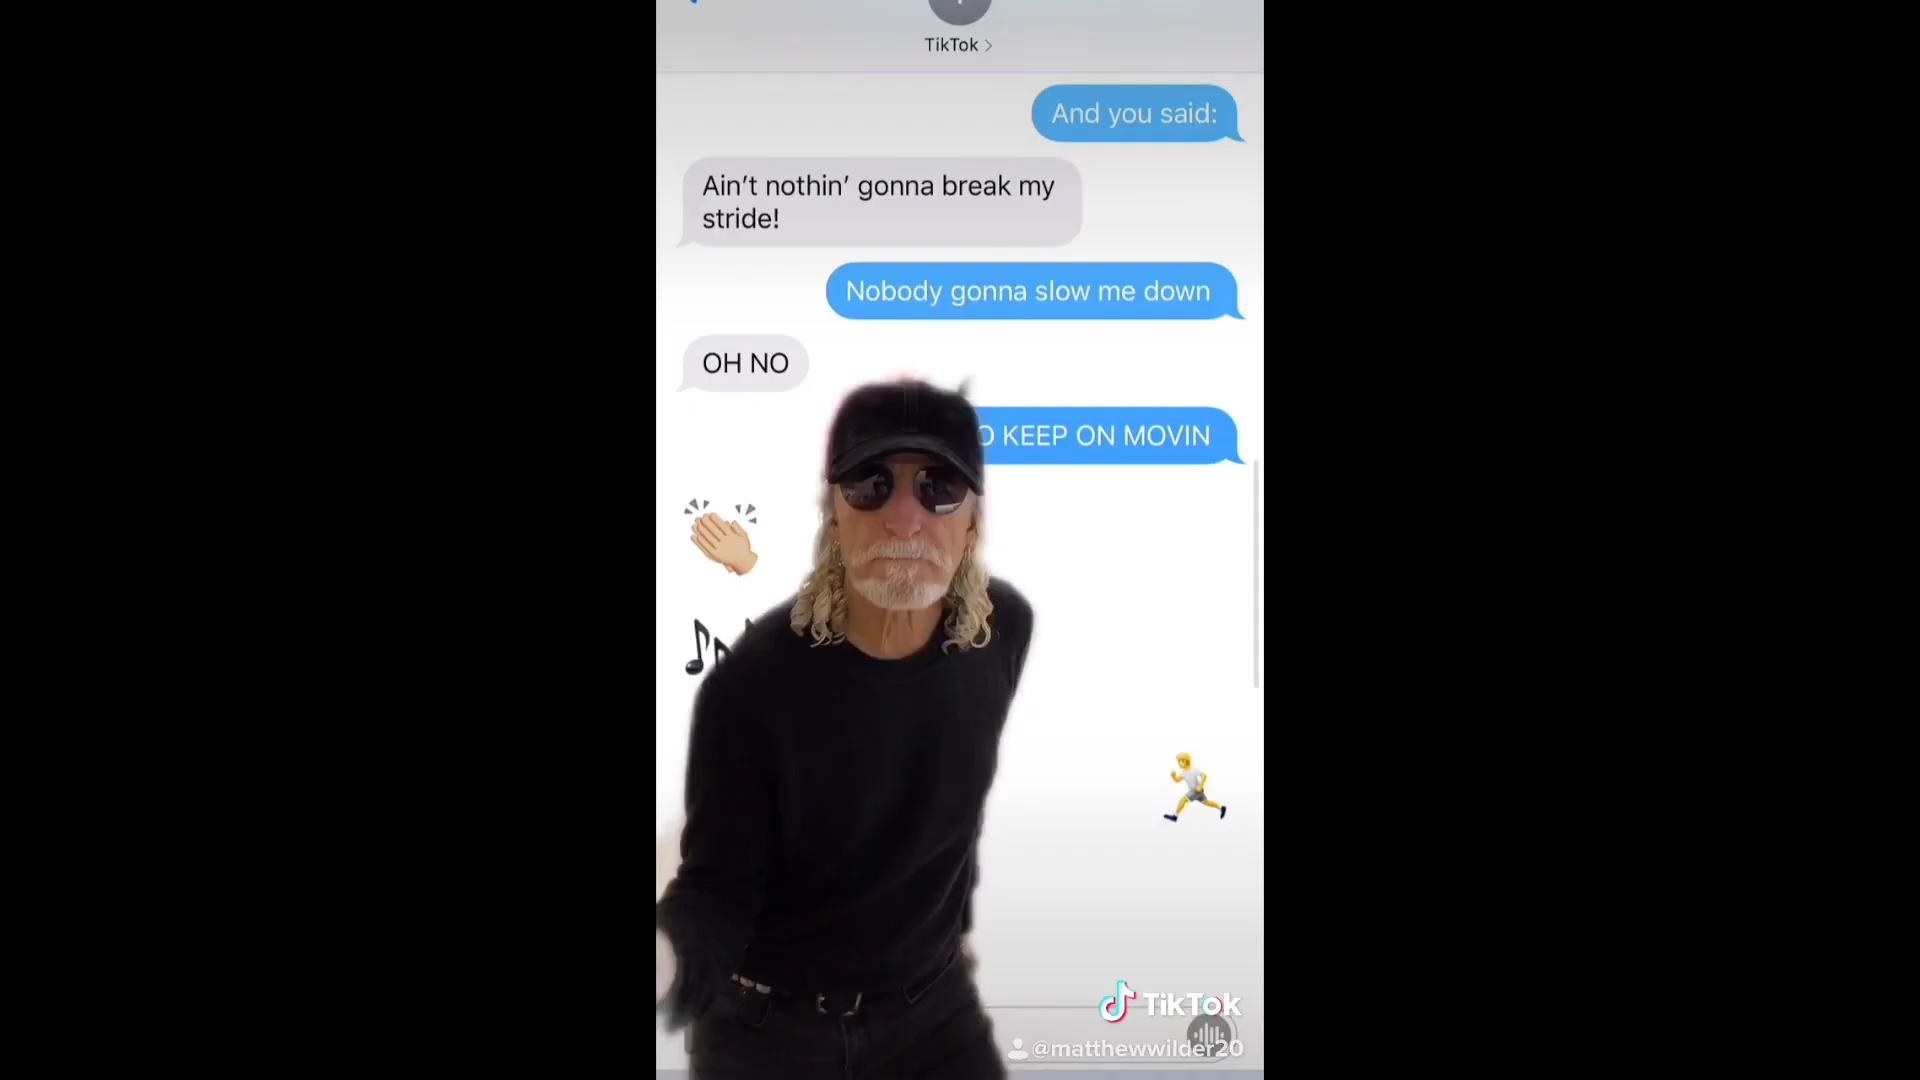 TikTok
And you said:
Ain’t nothin’ gonna break my
stride!
Nobody gonna slow me down
OH NO
KEEP ON MOVIN
TikTok
@matthewwilder20